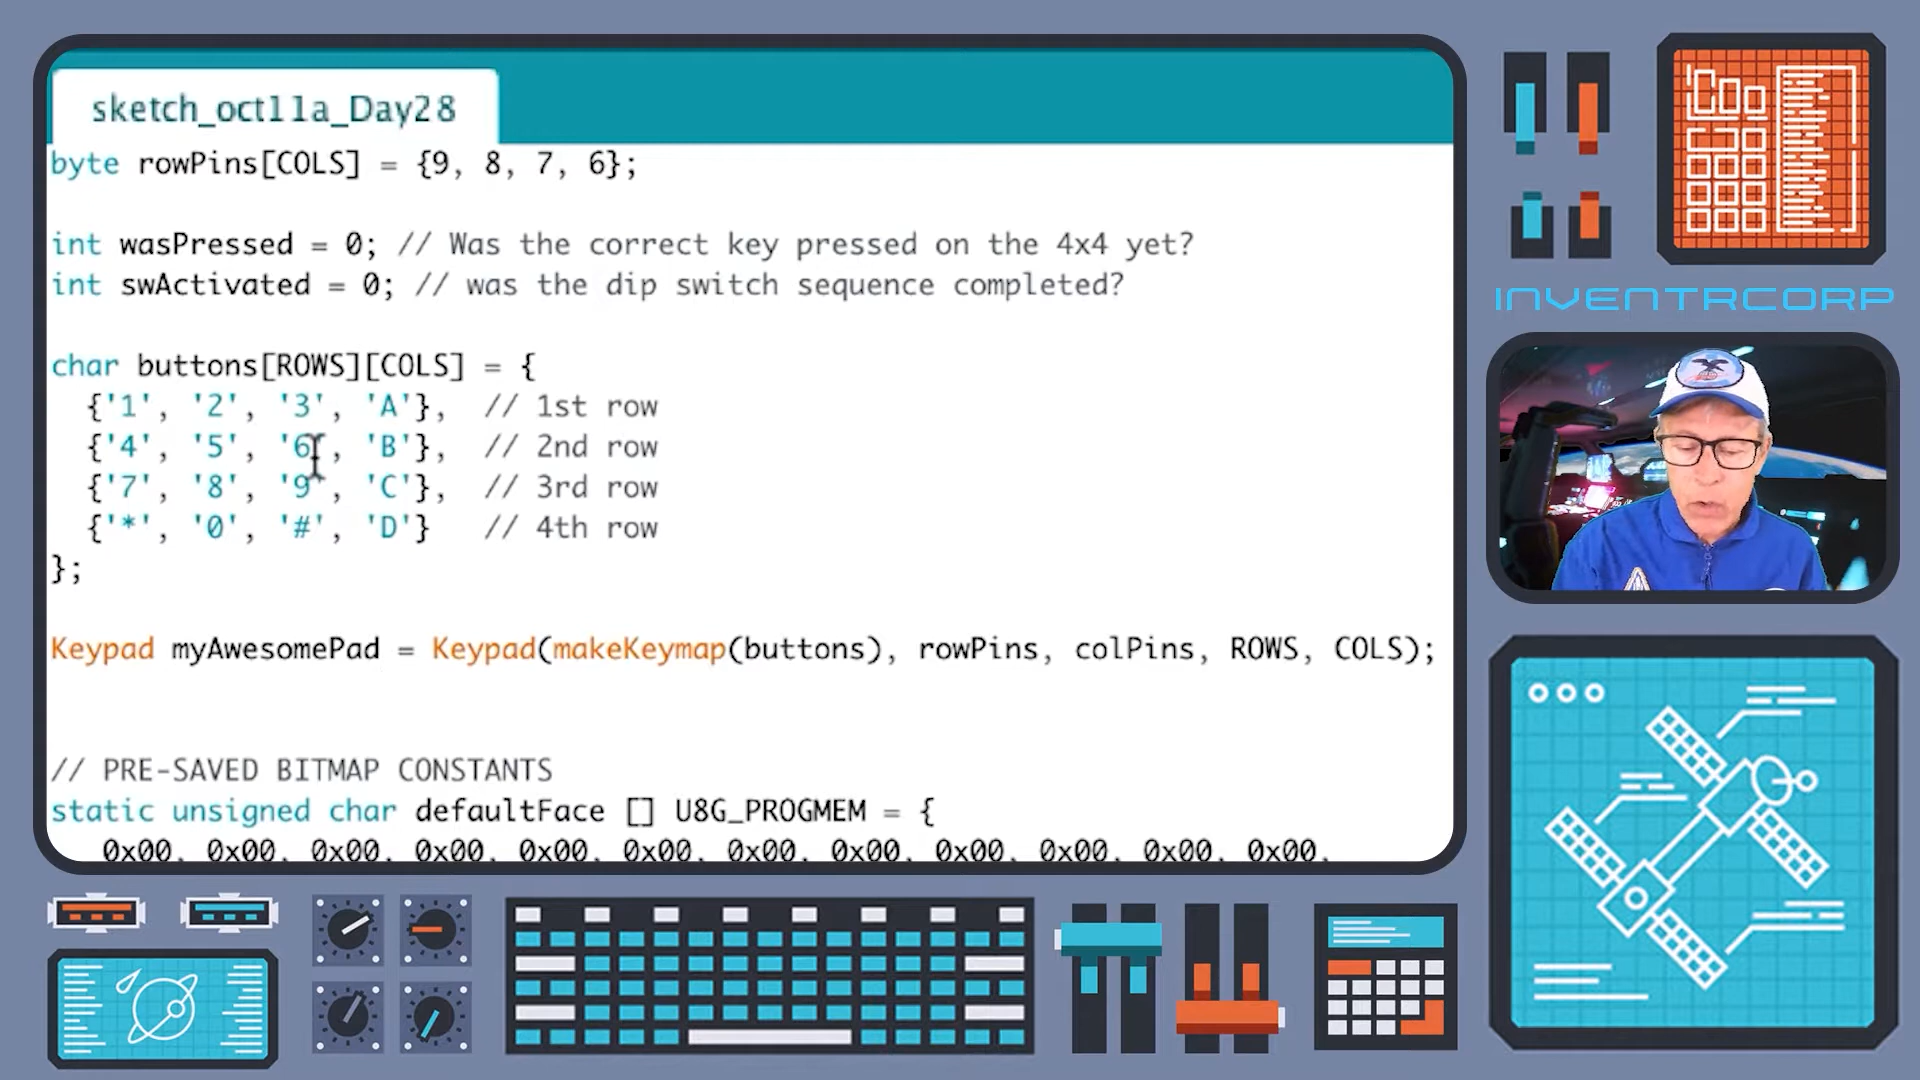 sketch_oct11a_Day28
byte rowPins[COLS] = {9, 8, 7, 6};
int wasPressed = 0; // Was the correct key pressed on the 4x4 yet?
int swActivated = 0; // was the dip switch sequence completed?
char buttons[ROWS][COLS] = {
{'1', '2', '3', 'A'}, // 1st row
{'4', '5', '6', 'B'}, // 2nd row
{'7', '8', '9', 'C'}, // 3rd row
{'*', '0', '#', 'D'} // 4th row
};
Keypad myAwesomePad = Keypad(makeKeymap(buttons), rowPins, colPins, ROWS, COLS);
// PRE-SAVED BITMAP CONSTANTS
static unsigned char defaultFace [] U8G_PROGMEM = {
0x00, 0x00, 0x00, 0x00, 0x00, 0x00, 0x00, 0x00, 0x00, 0x00, 0x00, 0x00,
INVENTRCORP